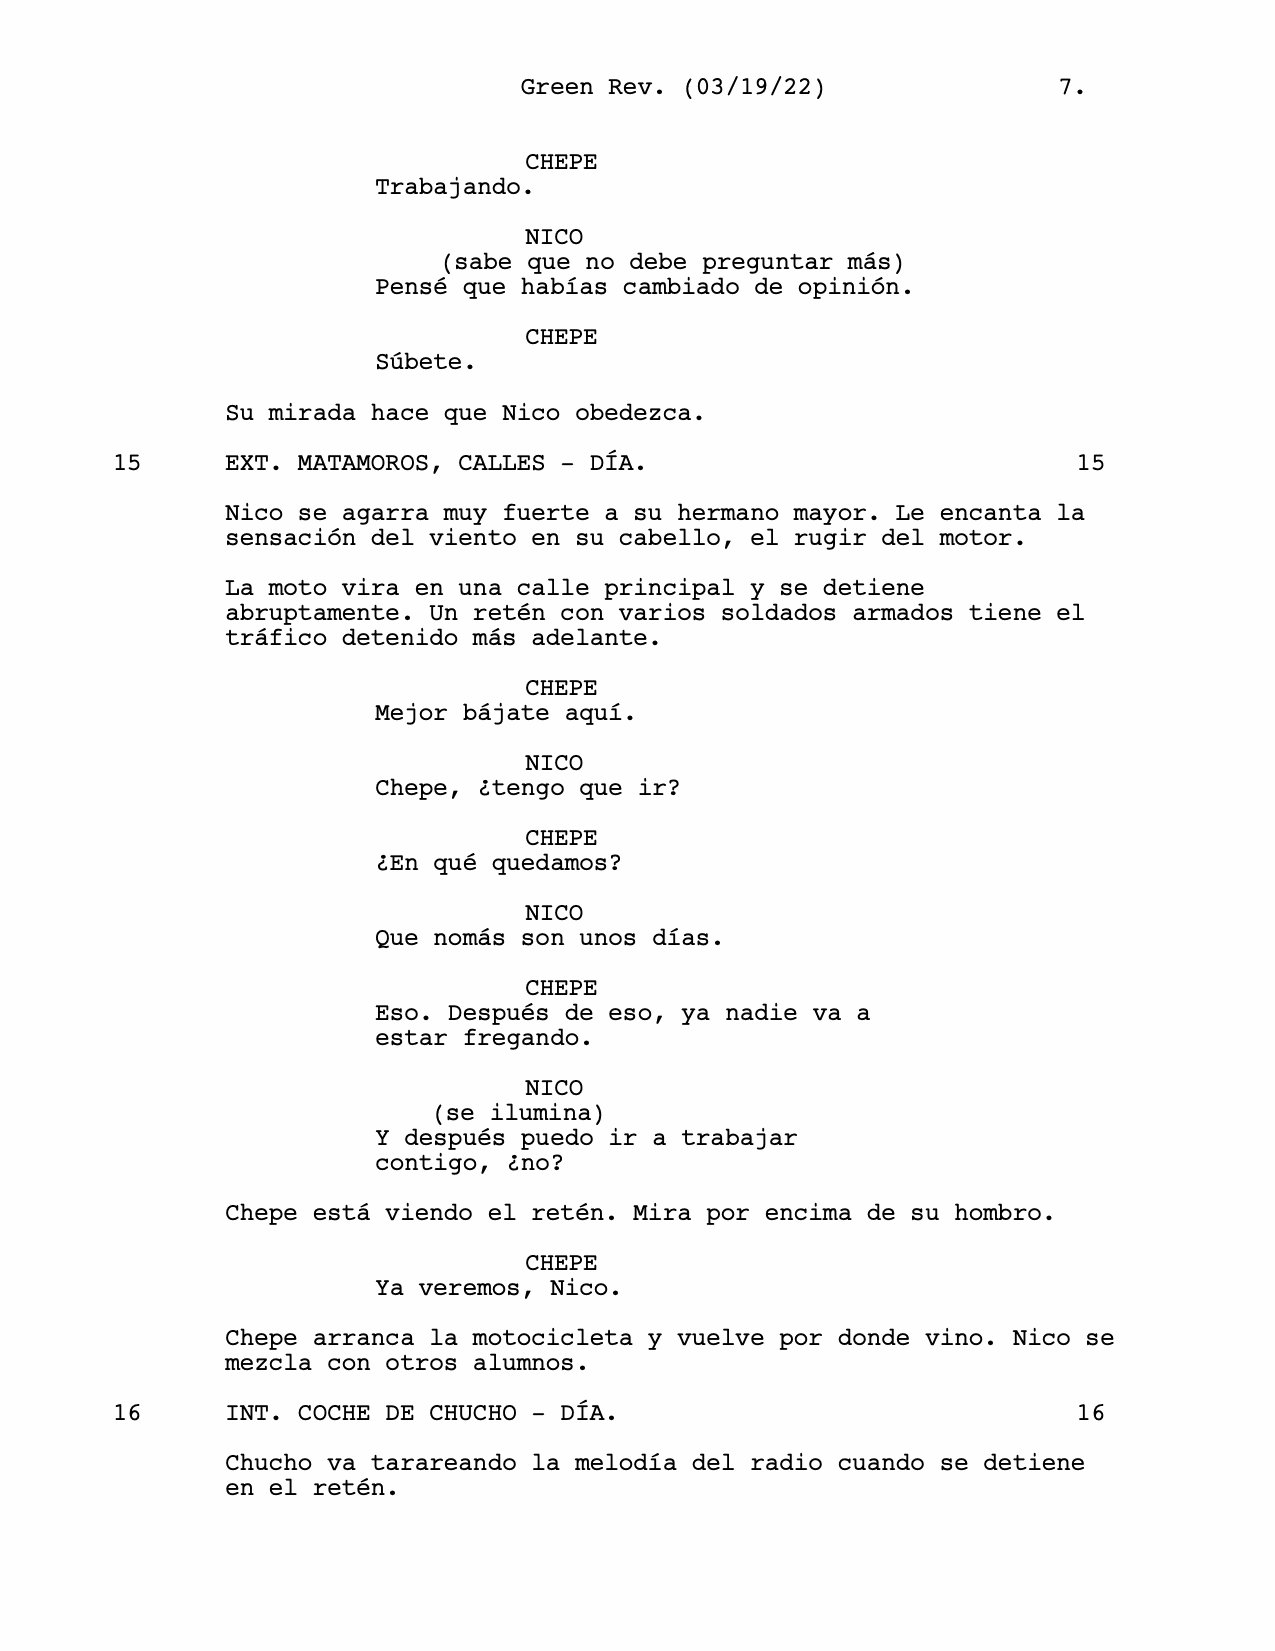 Green Rev. (03/19/22) 7.
CHEPE
Trabajando.
NICO
(sabe que no debe preguntar más)
Pensé que habías cambiado de opinión.
CHEPE
Súbete.
Su mirada hace que Nico obedezca.
15 EXT. MATAMOROS, CALLES - DÍA. 15
Nico se agarra muy fuerte a su hermano mayor. Le encanta la
sensación del viento en su cabello, el rugir del motor.
La moto vira en una calle principal y se detiene
abruptamente. Un retén con varios soldados armados tiene el
tráfico detenido más adelante.
CHEPE
Mejor bájate aquí.
NICO
Chepe, ¿tengo que ir?
CHEPE
¿En qué quedamos?
NICO
Que nomás son unos días.
CHEPE
Eso. Después de eso, ya nadie va a
estar fregando.
NICO
(se ilumina)
Y después puedo ir a trabajar
contigo, ¿no?
Chepe está viendo el retén. Mira por encima de su hombro.
CHEPE
Ya veremos, Nico.
Chepe arranca la motocicleta y vuelve por donde vino. Nico se
mezcla con otros alumnos.
16 INT. COCHE DE CHUCHO - DÍA. 16
Chucho va tarareando la melodía del radio cuando se detiene
en el retén.